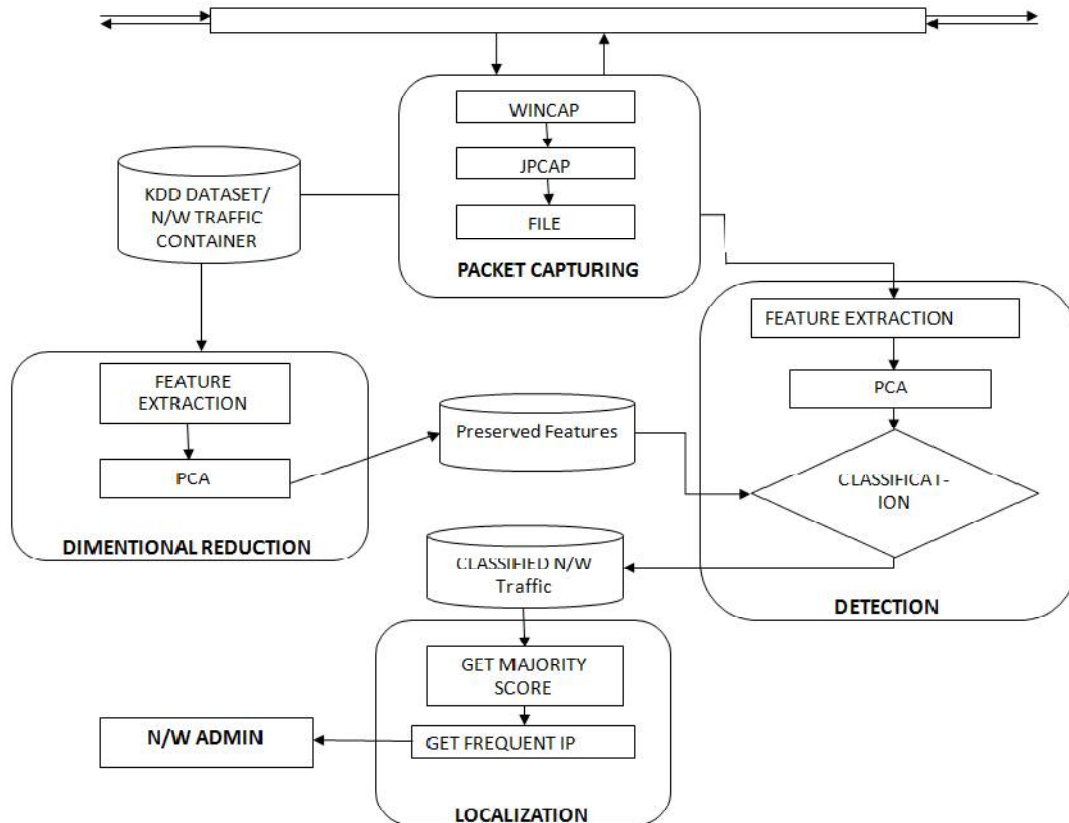 WINCAP
JPCAP
FILE
PACKET CAPTURING
KDD DATASET/
N/W TRAFFIC
CONTAINER
FEATURE EXTRACTION
PCA
CLASSIFICAT-
ION
DETECTION
FEATURE
EXTRACTION
PCA
DIMENTIONAL REDUCTION
Preserved Features
CLASSIFIED N/W
Traffic
GET MAJORITY
SCORE
GET FREQUENT IP
LOCALIZATION
N/W ADMIN